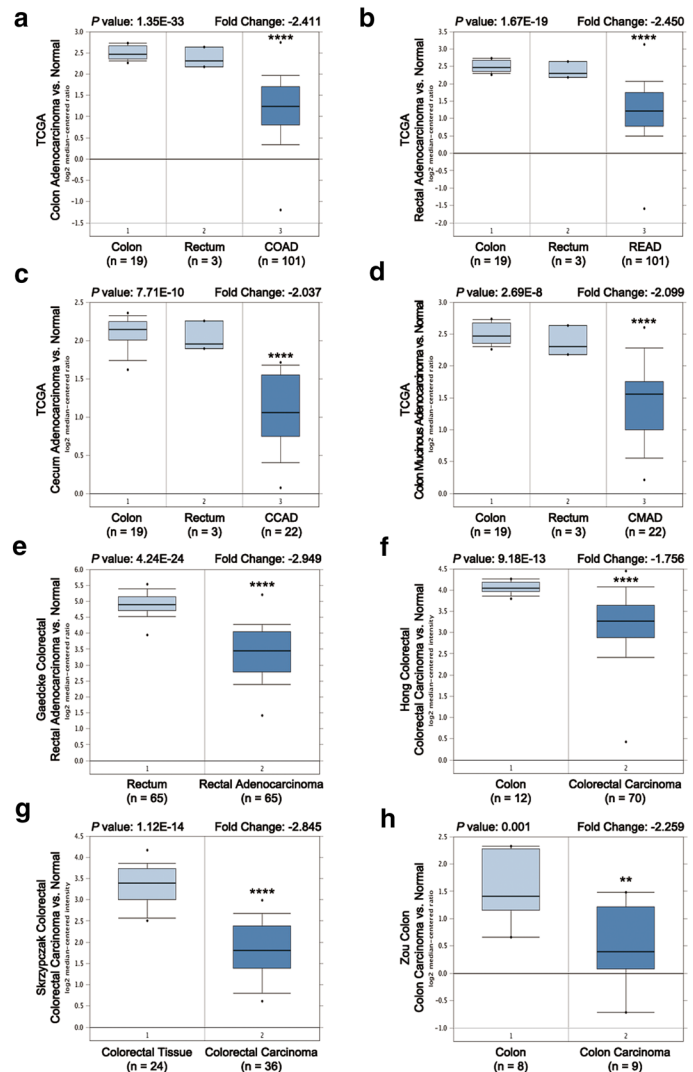 a
P value: 1.35E-33 Fold Change: -2.411
TCGA
Colon Adenocarcinoma vs. Normal
log2 median-centered ratio
3.0
2.5
2.0
1.5
1.0
0.5
0.0
-0.5
-1.0
-1.5
****
1 2 3
Colon Rectum COAD
(n = 19) (n = 3) (n = 101)
b
P value: 1.67E-19 Fold Change: -2.450
TCGA
Rectal Adenocarcinoma vs. Normal
log2 median-centered ratio
3.5
3.0
2.5
2.0
1.5
1.0
0.5
0.0
-0.5
-1.0
-1.5
-2.0
****
1 2 3
Colon Rectum READ
(n = 19) (n = 3) (n = 101)
c
P value: 7.71E-10 Fold Change: -2.037
TCGA
Cecum Adenocarcinoma vs. Normal
log2 median-centered ratio
2.5
2.0
1.5
1.0
0.5
0.0
****
1 2 3
Colon Rectum CCAD
(n = 19) (n = 3) (n = 22)
d
P value: 2.69E-8 Fold Change: -2.099
TCGA
Colon Mucinous Adenocarcinoma vs. Normal
log2 median-centered ratio
3.0
2.5
2.0
1.5
1.0
0.5
0.0
****
1 2 3
Colon Rectum CMAD
(n = 19) (n = 3) (n = 22)
e
P value: 4.24E-24 Fold Change: -2.949
Gaedcke Colorectal
Rectal Adenocarcinoma vs. Normal
log2 median-centered ratio
6.0
5.5
5.0
4.5
4.0
3.5
3.0
2.5
2.0
1.5
1.0
0.5
0.0
****
1 2
Rectum Rectal Adenocarcinoma
(n = 65) (n = 65)
f
P value: 9.18E-13 Fold Change: -1.756
Hong Colorectal
Colorectal Carcinoma vs. Normal
log2 median-centered intensity
4.5
4.0
3.5
3.0
2.5
2.0
1.5
1.0
0.5
0.0
****
1 2
Colon Colorectal Carcinoma
(n = 12) (n = 70)
g
P value: 1.12E-14 Fold Change: -2.845
Skrzypczak Colorectal
Colorectal Carcinoma vs. Normal
log2 median-centered intensity
4.5
4.0
3.5
3.0
2.5
2.0
1.5
1.0
0.5
0.0
****
1 2
Colorectal Tissue Colorectal Carcinoma
(n = 24) (n = 36)
h
P value: 0.001 Fold Change: -2.259
Zou Colon
Colon Carcinoma vs. Normal
log2 median-centered ratio
2.5
2.0
1.5
1.0
0.5
0.0
-0.5
-1.0
**
1 2
Colon Colon Carcinoma
(n = 8) (n = 9)